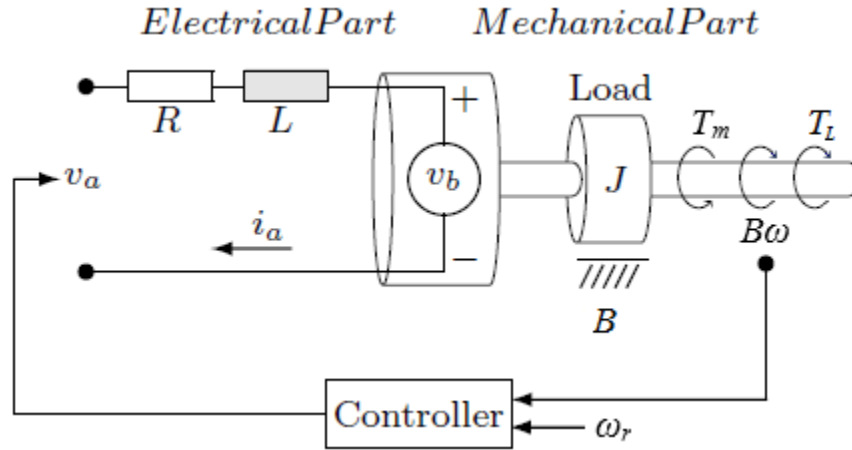 ElectricalPart MechanicalPart
R L + Load T_m T_L
v_a v_b J
i_a − Bω
B
Controller ω_r